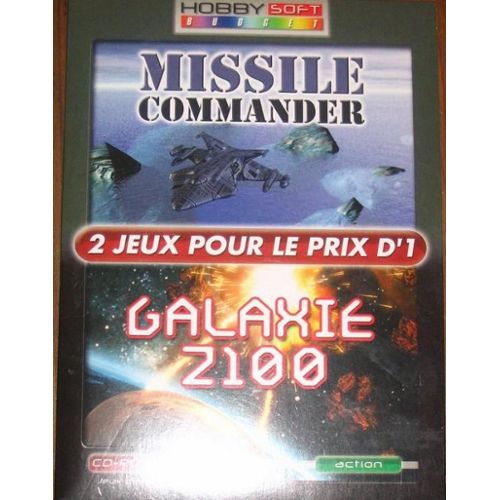 HOBBY SOFT
BUDGET
MISSILE
COMMANDER
2 JEUX POUR LE PRIX D'1
GALAXIE
2100
action